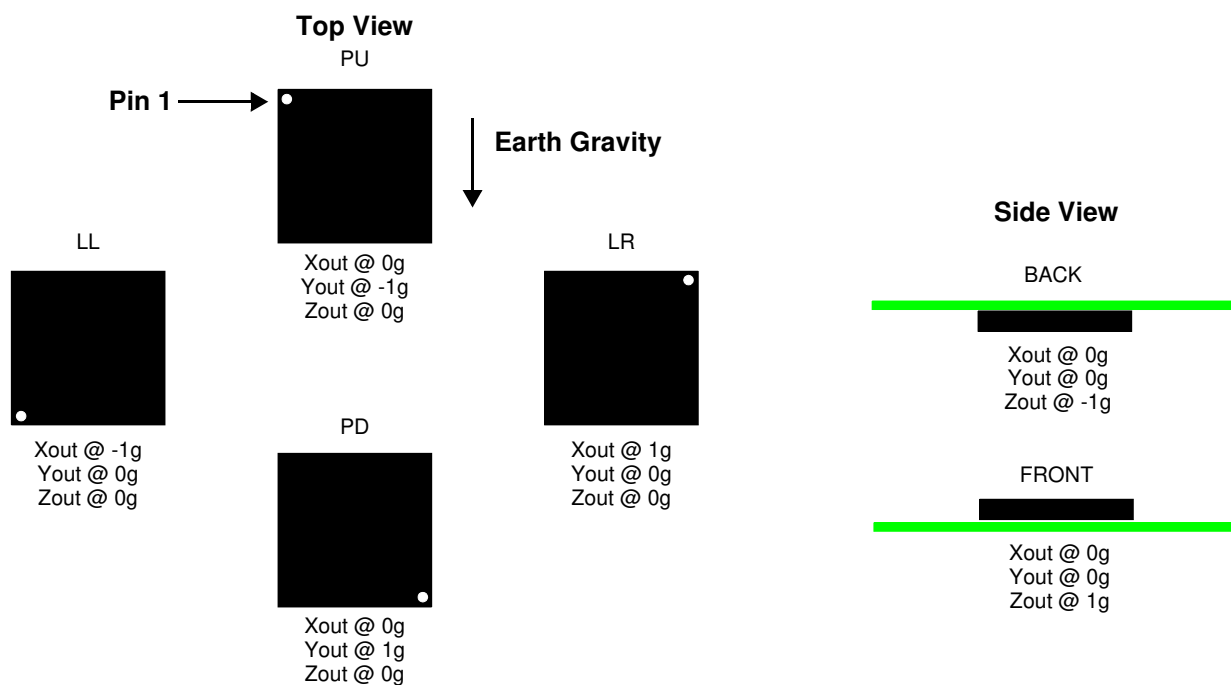 Top View
PU
Pin 1
Earth Gravity
Xout @ 0g
Yout @ -1g
Zout @ 0g
LL
Xout @ -1g
Yout @ 0g
Zout @ 0g
LR
Xout @ 1g
Yout @ 0g
Zout @ 0g
PD
Xout @ 0g
Yout @ 1g
Zout @ 0g
Side View
BACK
Xout @ 0g
Yout @ 0g
Zout @ -1g
FRONT
Xout @ 0g
Yout @ 0g
Zout @ 1g